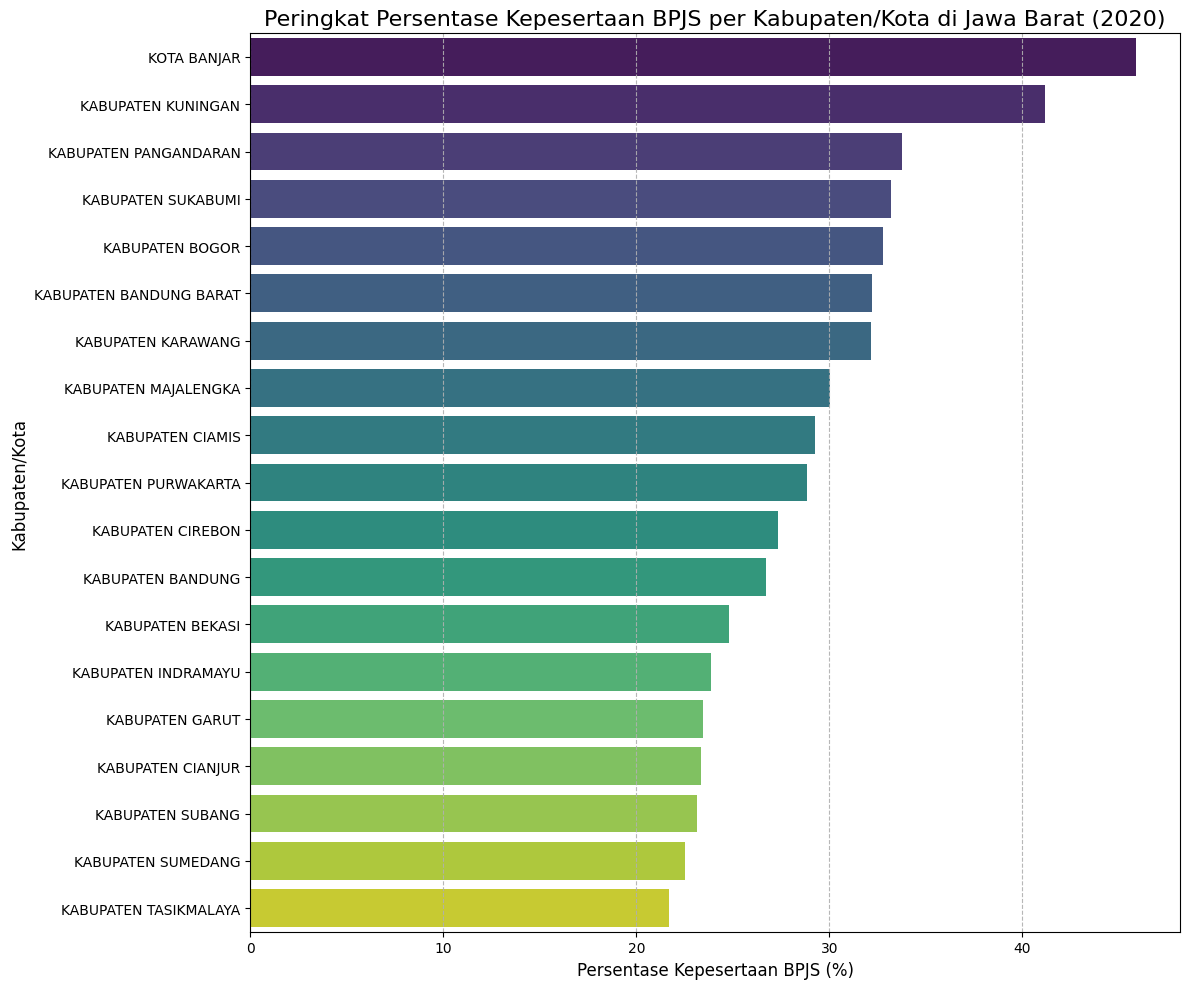 Peringkat Persentase Kepesertaan BPJS per Kabupaten/Kota di Jawa Barat (2020)
KOTA BANJAR
KABUPATEN KUNINGAN
KABUPATEN PANGANDARAN
KABUPATEN SUKABUMI
KABUPATEN BOGOR
KABUPATEN BANDUNG BARAT
KABUPATEN KARAWANG
KABUPATEN MAJALENGKA
KABUPATEN CIAMIS
KABUPATEN PURWAKARTA
KABUPATEN CIREBON
KABUPATEN BANDUNG
KABUPATEN BEKASI
KABUPATEN INDRAMAYU
KABUPATEN GARUT
KABUPATEN CIANJUR
KABUPATEN SUBANG
KABUPATEN SUMEDANG
KABUPATEN TASIKMALAYA
Kabupaten/Kota
0 10 20 30 40
Persentase Kepesertaan BPJS (%)